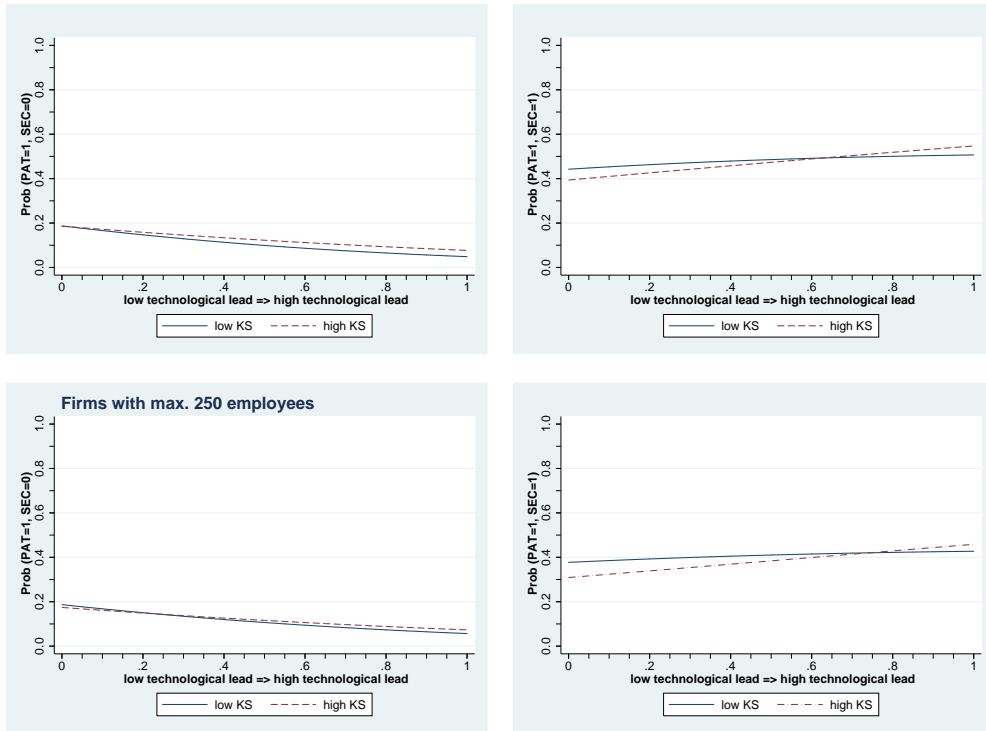 1.0
0.8
0.6
0.4
0.2
0.0
Prob (PAT=1, SEC=0)
0 .2 .4 .6 .8 1
low technological lead => high technological lead
low KS high KS
1.0
0.8
0.6
0.4
0.2
0.0
Prob (PAT=1, SEC=1)
0 .2 .4 .6 .8 1
low technological lead => high technological lead
low KS high KS
Firms with max. 250 employees
1.0
0.8
0.6
0.4
0.2
0.0
Prob (PAT=1, SEC=0)
0 .2 .4 .6 .8 1
low technological lead => high technological lead
low KS high KS
1.0
0.8
0.6
0.4
0.2
0.0
Prob (PAT=1, SEC=1)
0 .2 .4 .6 .8 1
low technological lead => high technological lead
low KS high KS